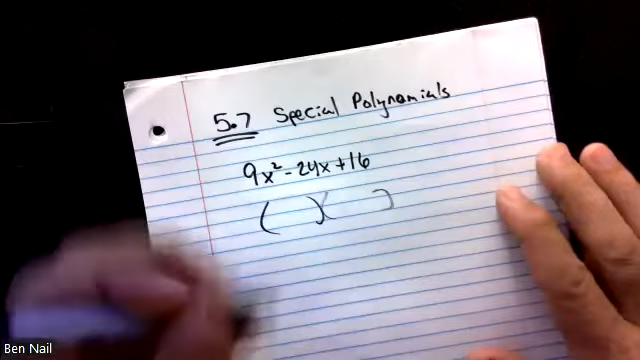 5.7 Special Polynomials
9x² - 24x + 16
( )( )
Ben Nail